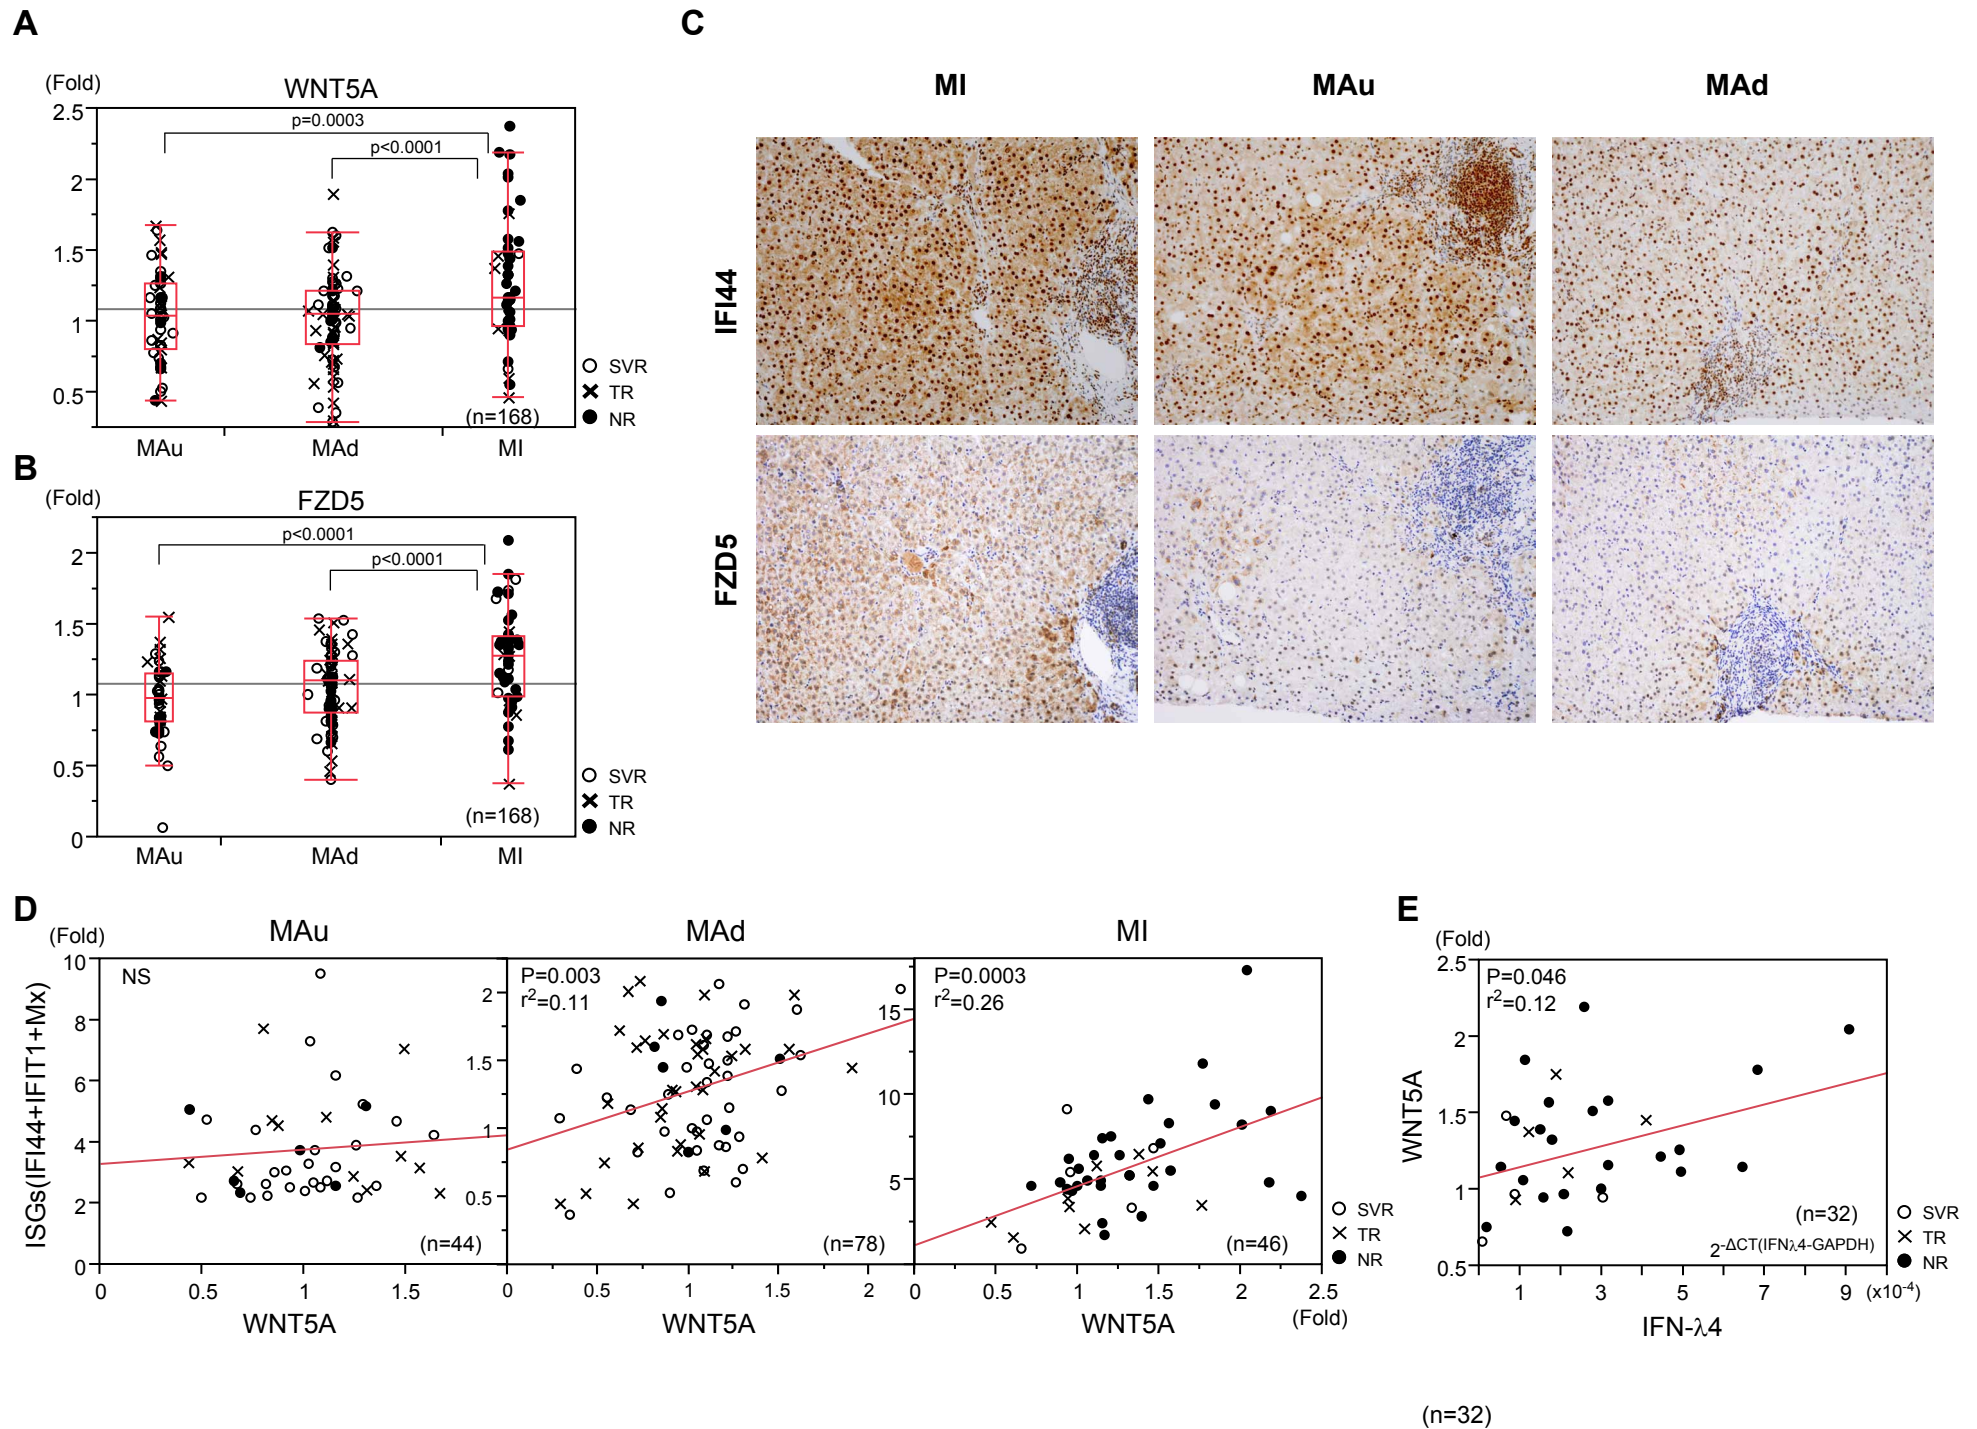 A
(Fold)
WNT5A
2.5
2
1.5
1
0.5
p=0.0003
p<0.0001
(n=168)
SVR
TR
NR
MAu
MAd
MI
B
(Fold)
FZD5
2
1.5
1
0.5
0
p<0.0001
p<0.0001
(n=168)
SVR
TR
NR
MAu
MAd
MI
C
MI
MAu
MAd
IFI44
FZD5
D
(Fold)
ISGs(IFI44+IFIT1+Mx)
MAu
NS
10
8
6
4
2
0
(n=44)
0
0.5
1
1.5
WNT5A
MAd
P=0.003
r2=0.11
2
1.5
1
0.5
(n=78)
0
0.5
1
1.5
2
WNT5A
MI
P=0.0003
r2=0.26
15
10
5
(n=46)
0
0.5
1
1.5
2
2.5
WNT5A
(Fold)
SVR
TR
NR
E
(Fold)
WNT5A
2.5
2
1.5
1
0.5
P=0.046
r2=0.12
(n=32)
2-ΔCT(IFNλ4-GAPDH)
SVR
TR
NR
1
3
5
7
9
(x10-4)
IFN-λ4
(n=32)